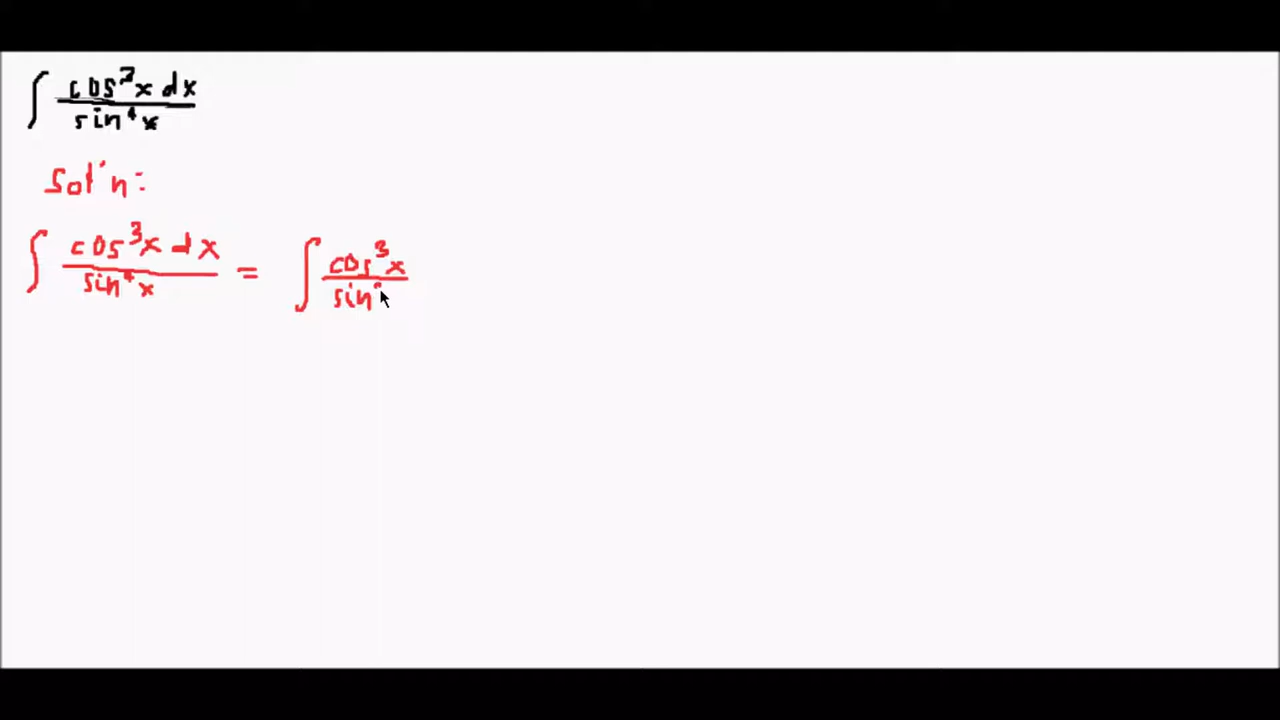 ∫ cos³x dx / sin⁴x
Sol'n:
∫ cos³x dx / sin⁴x = ∫ cos³x / sin